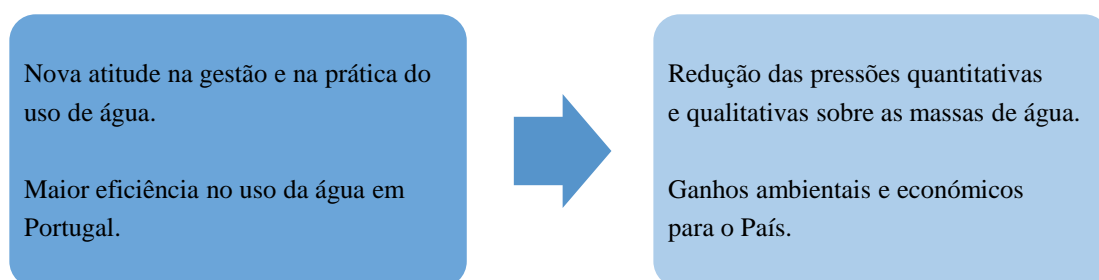 Nova atitude na gestão e na prática do
uso de água.
Maior eficiência no uso da água em
Portugal.
Redução das pressões quantitativas
e qualitativas sobre as massas de água.
Ganhos ambientais e económicos
para o País.